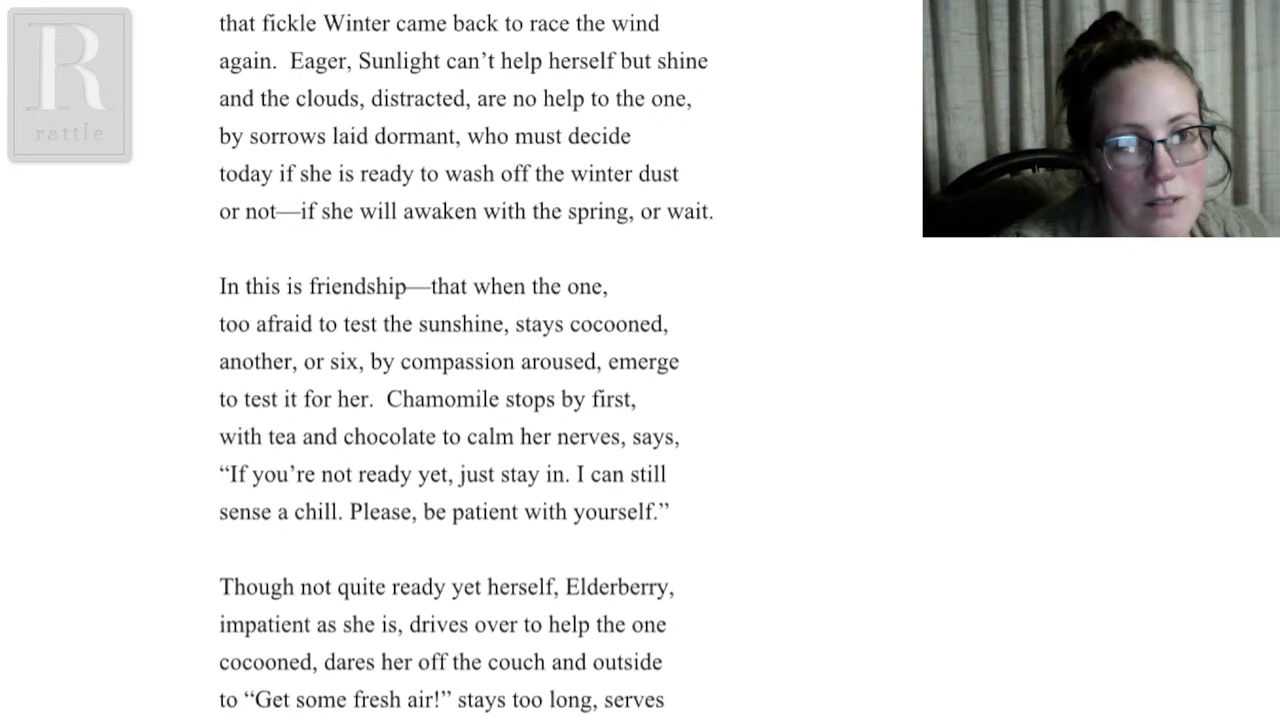 R
rattle
that fickle Winter came back to race the wind
again.  Eager, Sunlight can’t help herself but shine
and the clouds, distracted, are no help to the one,
by sorrows laid dormant, who must decide
today if she is ready to wash off the winter dust
or not—if she will awaken with the spring, or wait.
In this is friendship—that when the one,
too afraid to test the sunshine, stays cocooned,
another, or six, by compassion aroused, emerge
to test it for her.  Chamomile stops by first,
with tea and chocolate to calm her nerves, says,
“If you’re not ready yet, just stay in. I can still
sense a chill. Please, be patient with yourself.”
Though not quite ready yet herself, Elderberry,
impatient as she is, drives over to help the one
cocooned, dares her off the couch and outside
to “Get some fresh air!” stays too long, serves